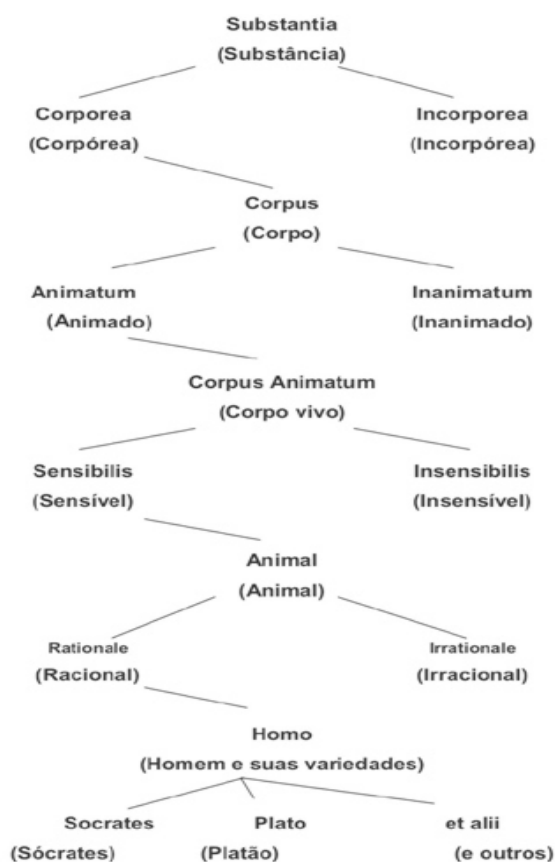 Substantia
(Substância)
Corporea Incorporea
(Corpórea) (Incorpórea)
Corpus
(Corpo)
Animatum Inanimatum
(Animado) (Inanimado)
Corpus Animatum
(Corpo vivo)
Sensibilis Insensibilis
(Sensível) (Insensível)
Animal
(Animal)
Rationale Irrationale
(Racional) (Irracional)
Homo
(Homem e suas variedades)
Socrates Plato et alii
(Sócrates) (Platão) (e outros)